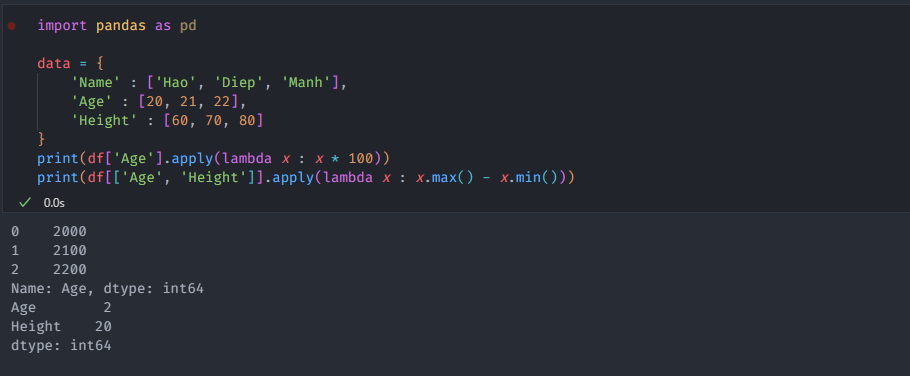 import pandas as pd
data = {
'Name' : ['Hao', 'Diep', 'Manh'],
'Age' : [20, 21, 22],
'Height' : [60, 70, 80]
}
print(df['Age'].apply(lambda x : x * 100))
print(df[['Age', 'Height']].apply(lambda x : x.max() - x.min()))
0.0s
0    2000
1    2100
2    2200
Name: Age, dtype: int64
Age        2
Height    20
dtype: int64